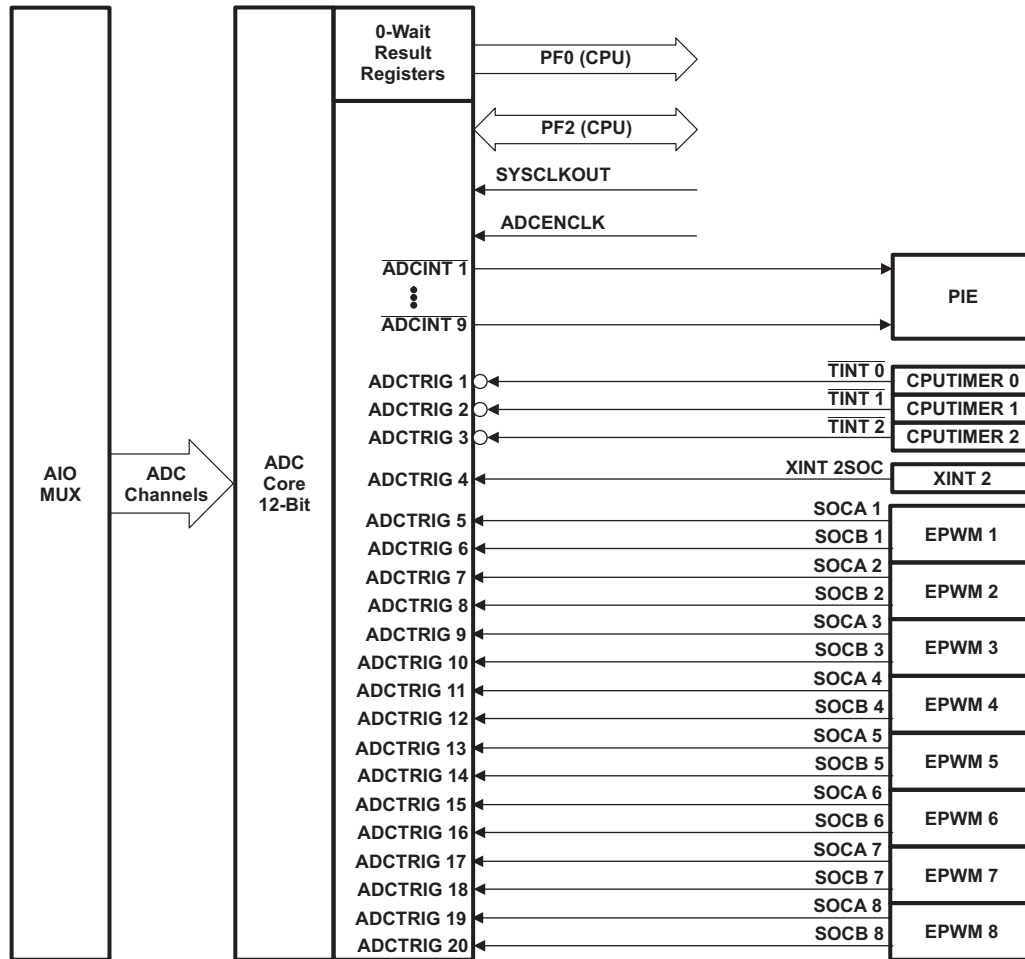 0-Wait
Result
Registers
PF0 (CPU)
PF2 (CPU)
SYSCLKOUT
ADCENCLK
ADCINT 1
ADCINT 9
PIE
AIO
MUX
ADC
Channels
ADC
Core
12-Bit
ADCTRIG 1
TINT 0
CPUTIMER 0
ADCTRIG 2
TINT 1
CPUTIMER 1
ADCTRIG 3
TINT 2
CPUTIMER 2
ADCTRIG 4
XINT 2SOC
XINT 2
ADCTRIG 5
SOCA 1
EPWM 1
ADCTRIG 6
SOCB 1
ADCTRIG 7
SOCA 2
EPWM 2
ADCTRIG 8
SOCB 2
ADCTRIG 9
SOCA 3
EPWM 3
ADCTRIG 10
SOCB 3
ADCTRIG 11
SOCA 4
EPWM 4
ADCTRIG 12
SOCB 4
ADCTRIG 13
SOCA 5
EPWM 5
ADCTRIG 14
SOCB 5
ADCTRIG 15
SOCA 6
EPWM 6
ADCTRIG 16
SOCB 6
ADCTRIG 17
SOCA 7
EPWM 7
ADCTRIG 18
SOCB 7
ADCTRIG 19
SOCA 8
EPWM 8
ADCTRIG 20
SOCB 8